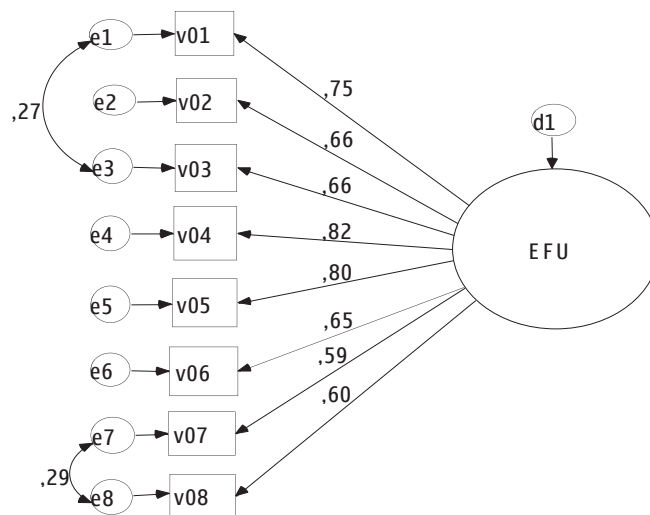 e1 v01
,75
e2 v02
,27
d1
,66
e3 v03
,66
e4 v04
,82
EFU
,80
e5 v05
,65
e6 v06
,59
,60
e7 v07
,29
e8 v08